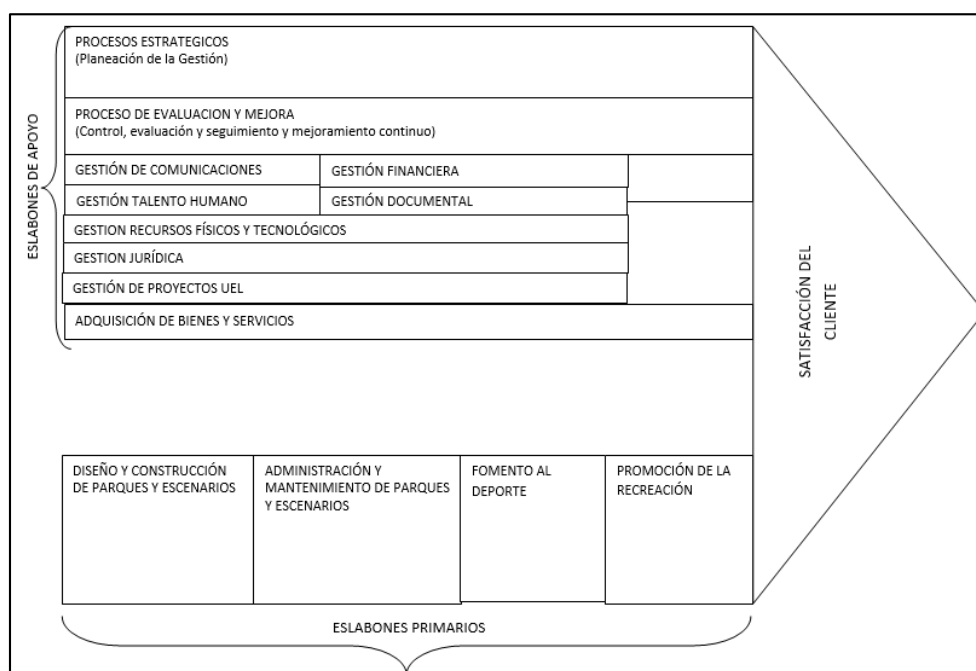 PROCESOS ESTRATEGICOS
(Planeación de la Gestión)
PROCESO DE EVALUACION Y MEJORA
(Control, evaluación y seguimiento y mejoramiento continuo)
GESTIÓN DE COMUNICACIONES
GESTIÓN FINANCIERA
GESTIÓN TALENTO HUMANO
GESTIÓN DOCUMENTAL
GESTION RECURSOS FÍSICOS Y TECNOLÓGICOS
GESTION JURÍDICA
GESTIÓN DE PROYECTOS UEL
ADQUISICIÓN DE BIENES Y SERVICIOS
ESLABONES DE APOYO
SATISFACCIÓN DEL
CLIENTE
DISEÑO Y CONSTRUCCIÓN
DE PARQUES Y ESCENARIOS
ADMINISTRACIÓN Y
MANTENIMIENTO DE PARQUES
Y ESCENARIOS
FOMENTO AL
DEPORTE
PROMOCIÓN DE LA
RECREACIÓN
ESLABONES PRIMARIOS